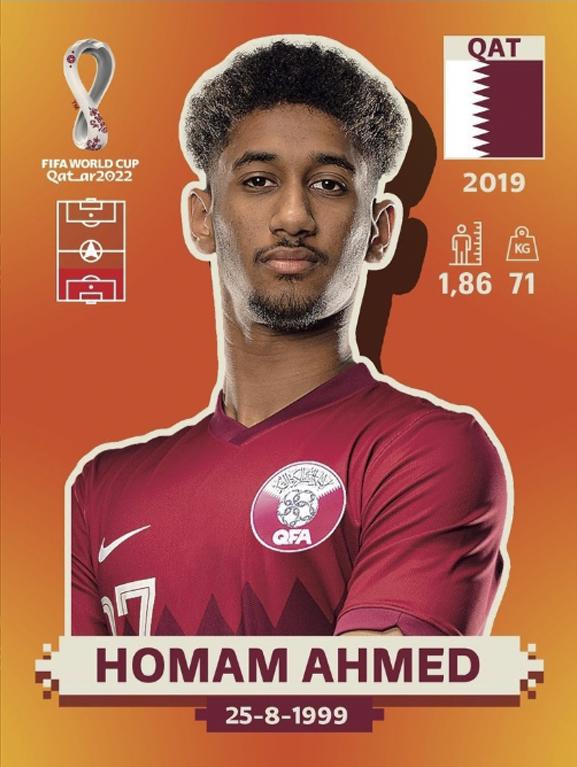 FIFA WORLD CUP
Qatar2022
QAT
2019
KG
1,86 71
QFA
HOMAM AHMED
25-8-1999